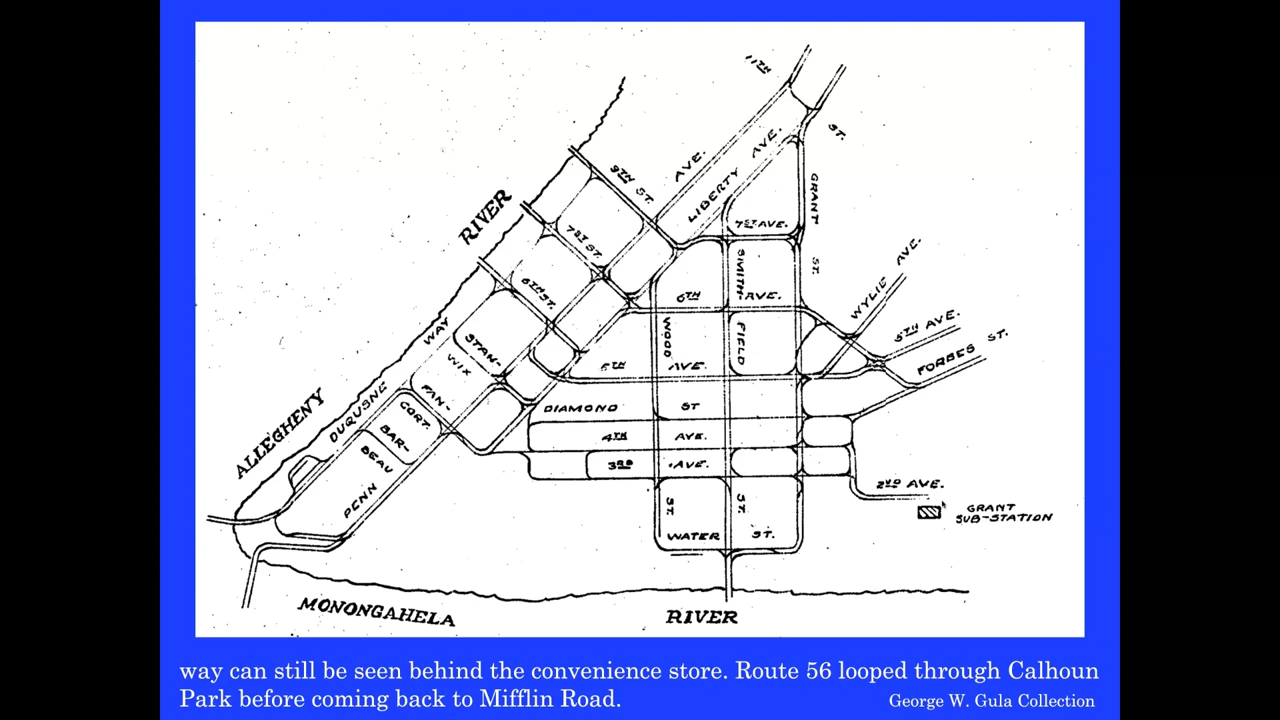 11TH
ST.
9TH ST.
AVE.
LIBERTY AVE.
GRANT ST.
7TH ST.
7TH AVE.
RIVER
ALLEGHENY
6TH ST.
SMITH-
FIELD
ST.
6TH AVE.
WYLIE AVE.
5TH AVE.
FORBES ST.
WAY
DUQUSNE
STAN-
WIX
FAN-
CORT.
BAR-
BEAU
PENN
WOOD
ST.
5TH AVE.
DIAMOND ST
4TH AVE.
3RD AVE.
2ND AVE.
GRANT
SUB-STATION
WATER ST.
MONONGAHELA RIVER
way can still be seen behind the convenience store. Route 56 looped through Calhoun
Park before coming back to Mifflin Road.
George W. Gula Collection